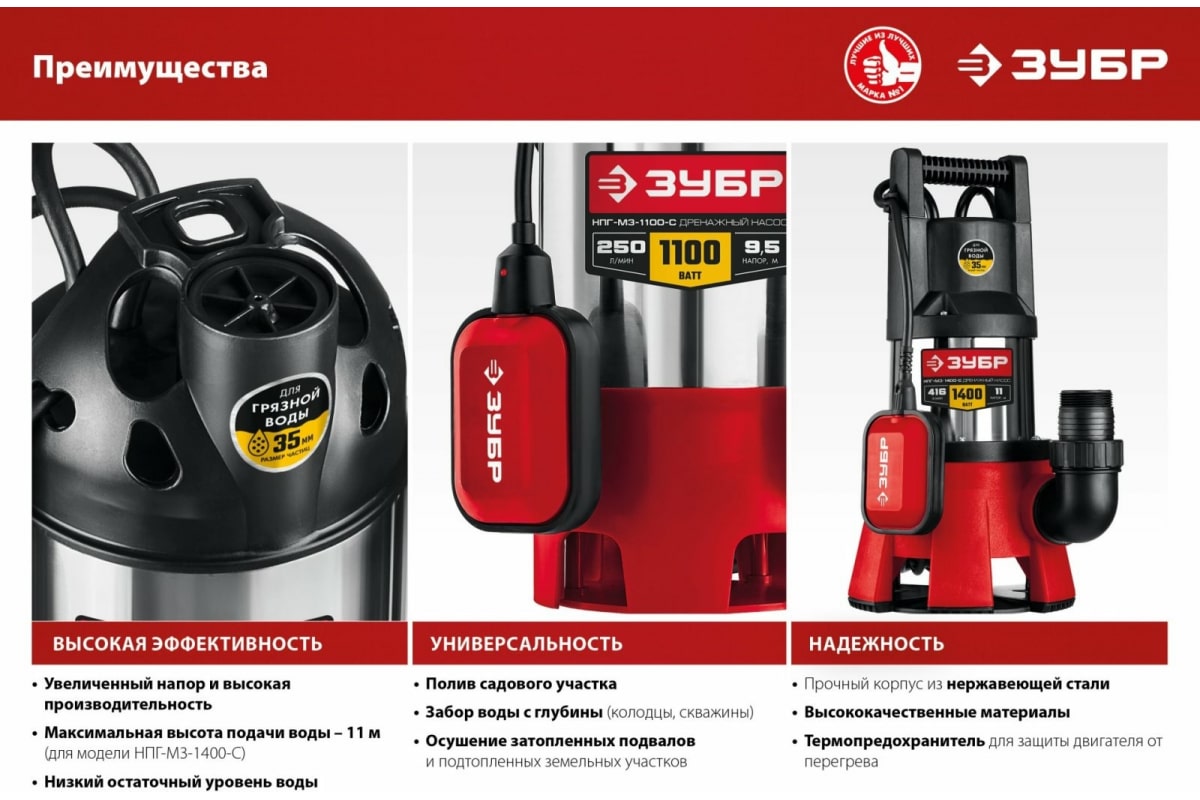 Преимущества
ЛУЧШИЕ ИЗ ЛУЧШИХ
МАРКА №1
ЗУБР
ДЛЯ
ГРЯЗНОЙ
ВОДЫ
35 ММ
РАЗМЕР ЧАСТИЦ
ЗУБР
НПГ-М3-1100-С ДРЕНАЖНЫЙ НАСОС
250
Л/МИН
1100
ВАТТ
9,5
НАПОР, М
ЗУБР
ДЛЯ
ГРЯЗНОЙ
ВОДЫ
35 ММ
ЗУБР
ДРЕНАЖНЫЙ НАСОС
416
1400
ВАТТ
11
ЗУБР
ВЫСОКАЯ ЭФФЕКТИВНОСТЬ
• Увеличенный напор и высокая
производительность
• Максимальная высота подачи воды – 11 м
(для модели НПГ-М3-1400-С)
• Низкий остаточный уровень воды
УНИВЕРСАЛЬНОСТЬ
• Полив садового участка
• Забор воды с глубины (колодцы, скважины)
• Осушение затопленных подвалов
и подтопленных земельных участков
НАДЕЖНОСТЬ
• Прочный корпус из нержавеющей стали
• Высококачественные материалы
• Термопредохранитель для защиты двигателя от
перегрева